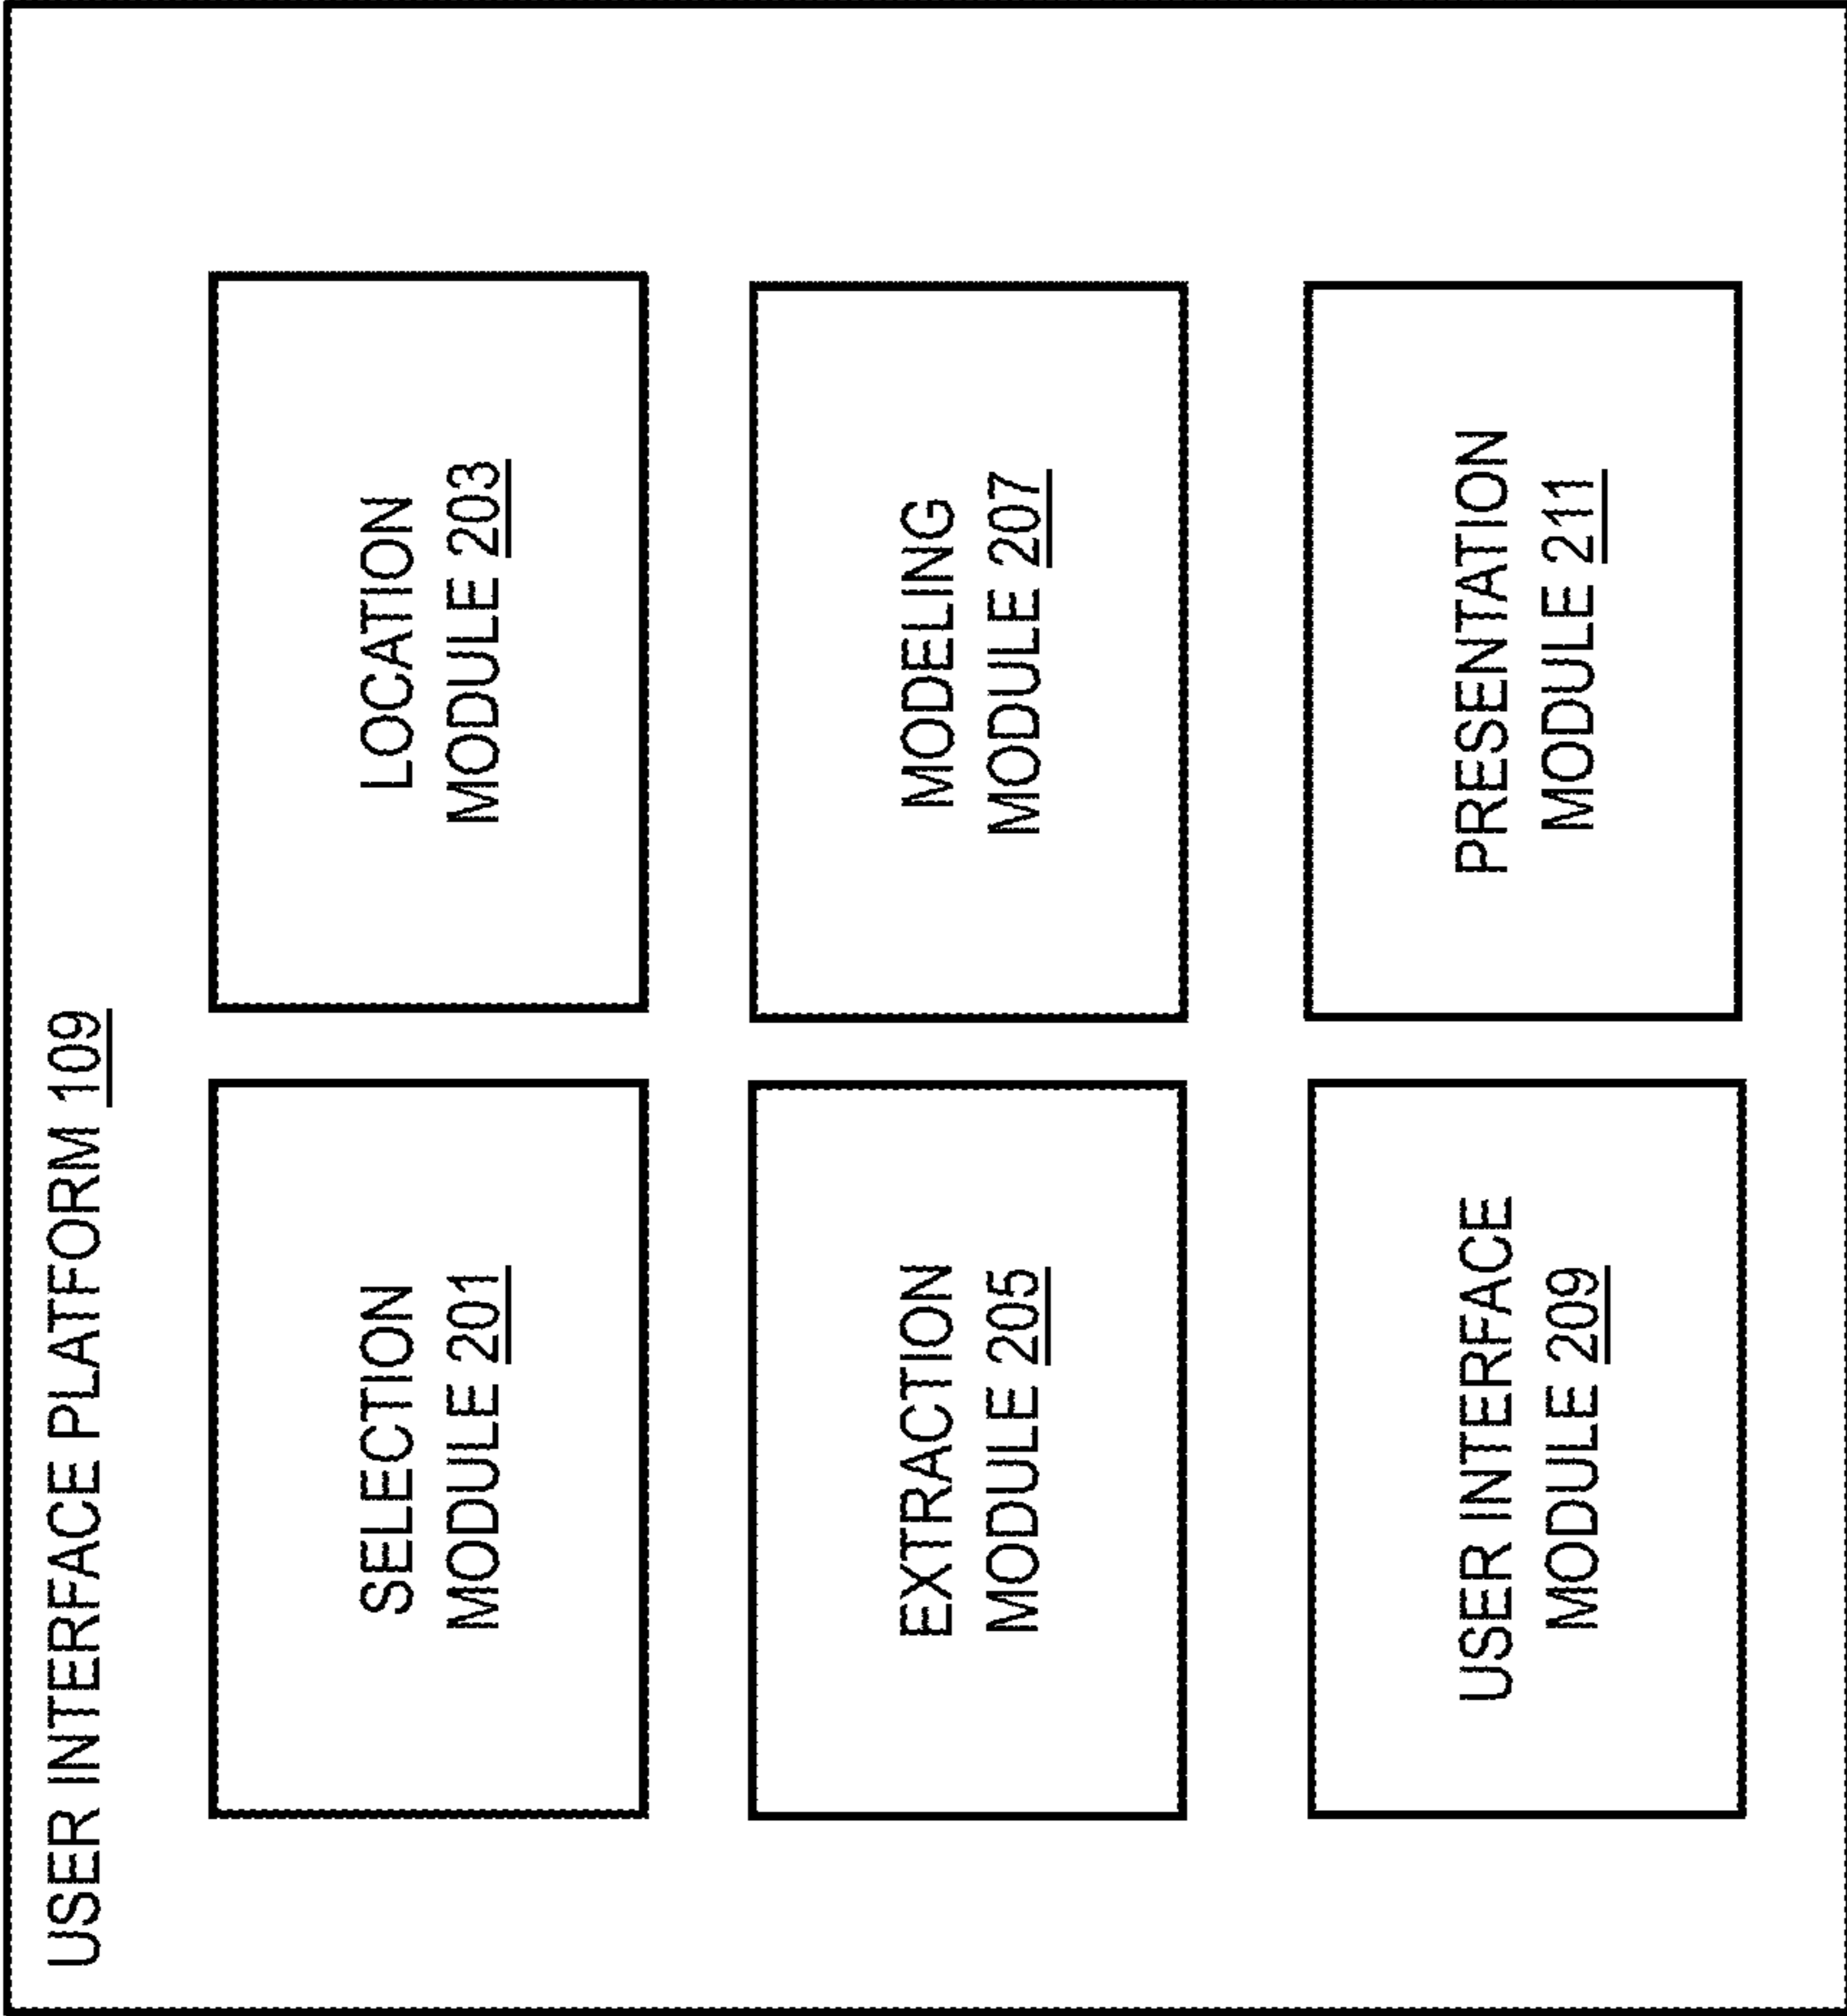 USER INTERFACE PLATFORM 109
SELECTION
MODULE 201
LOCATION
MODULE 203
EXTRACTION
MODULE 205
MODELING
MODULE 207
USER INTERFACE
MODULE 209
PRESENTATION
MODULE 211